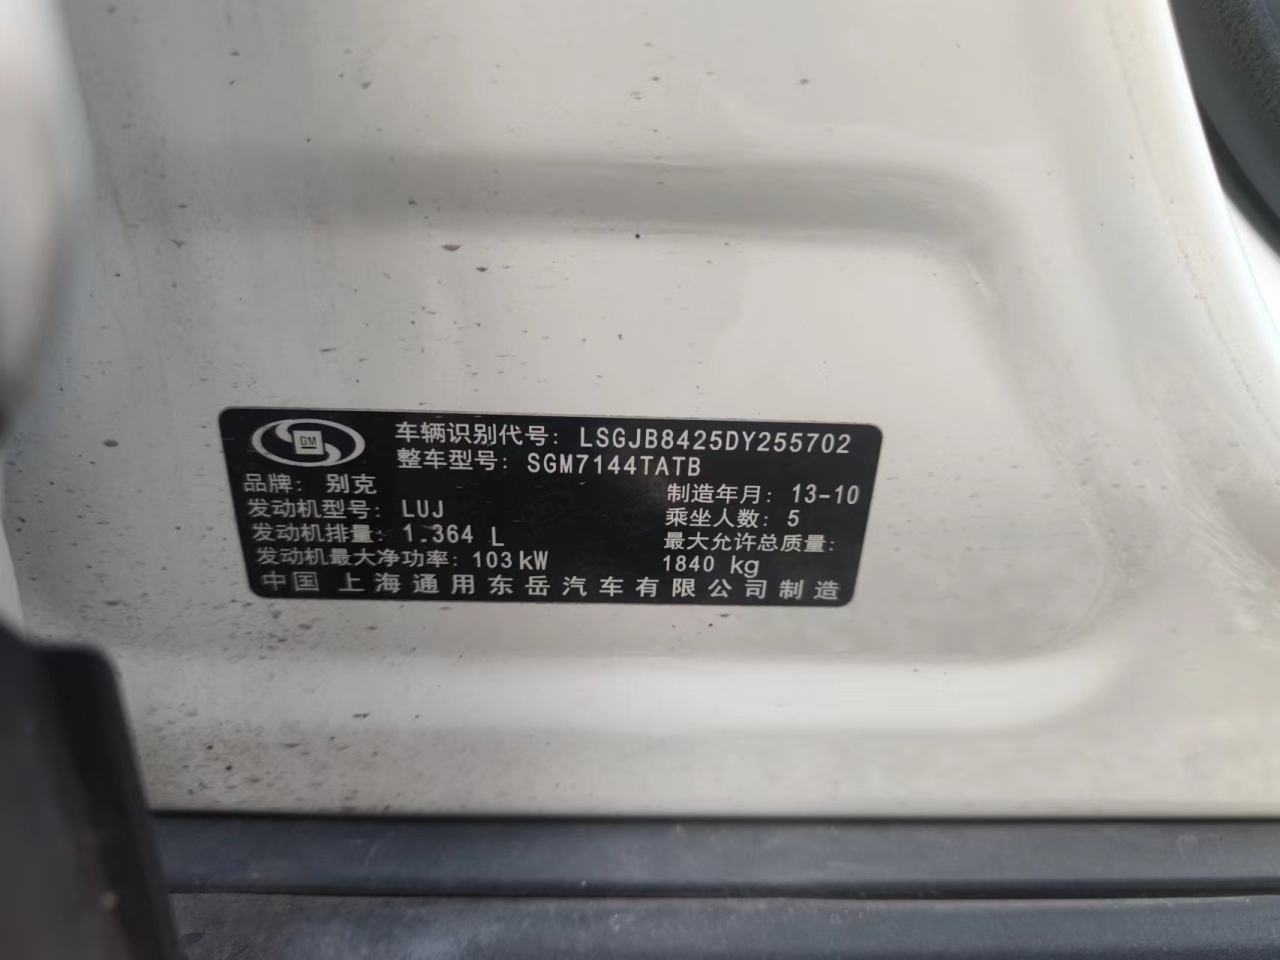 GM
车辆识别代号: LSGJB8425DY255702
整车型号: SGM7144TATB
品牌: 别克
制造年月: 13-10
发动机型号: LUJ
乘坐人数: 5
发动机排量: 1.364 L
最大允许总质量:
发动机最大净功率: 103kW
1840 kg
中国 上海通用东岳汽车有限公司制造